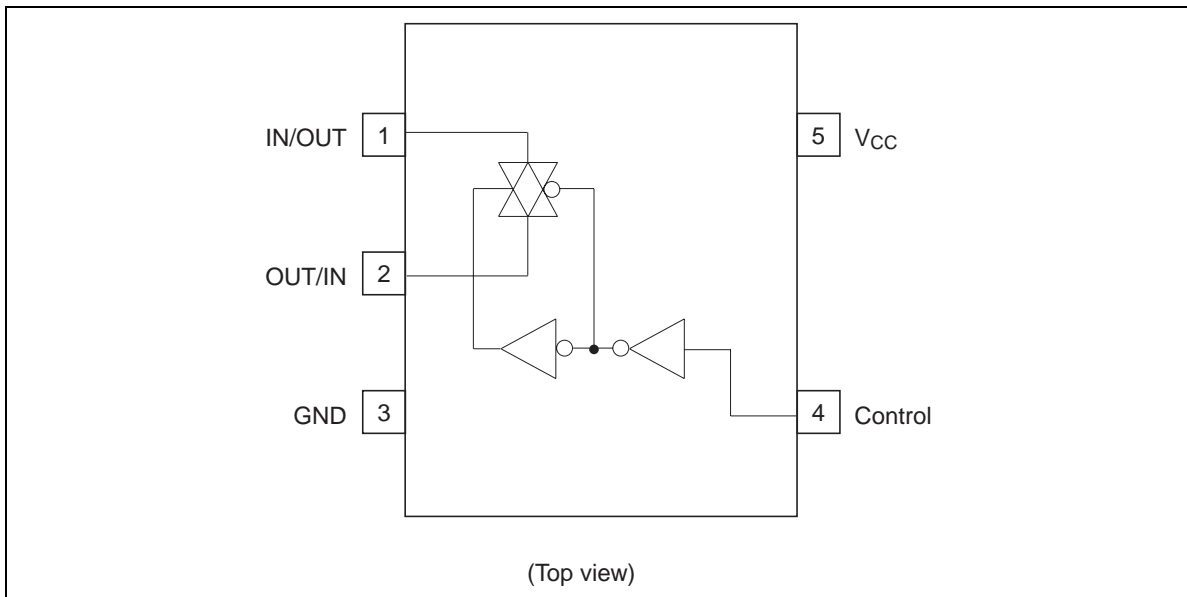 IN/OUT 1
5 VCC
OUT/IN 2
GND 3
4 Control
(Top view)